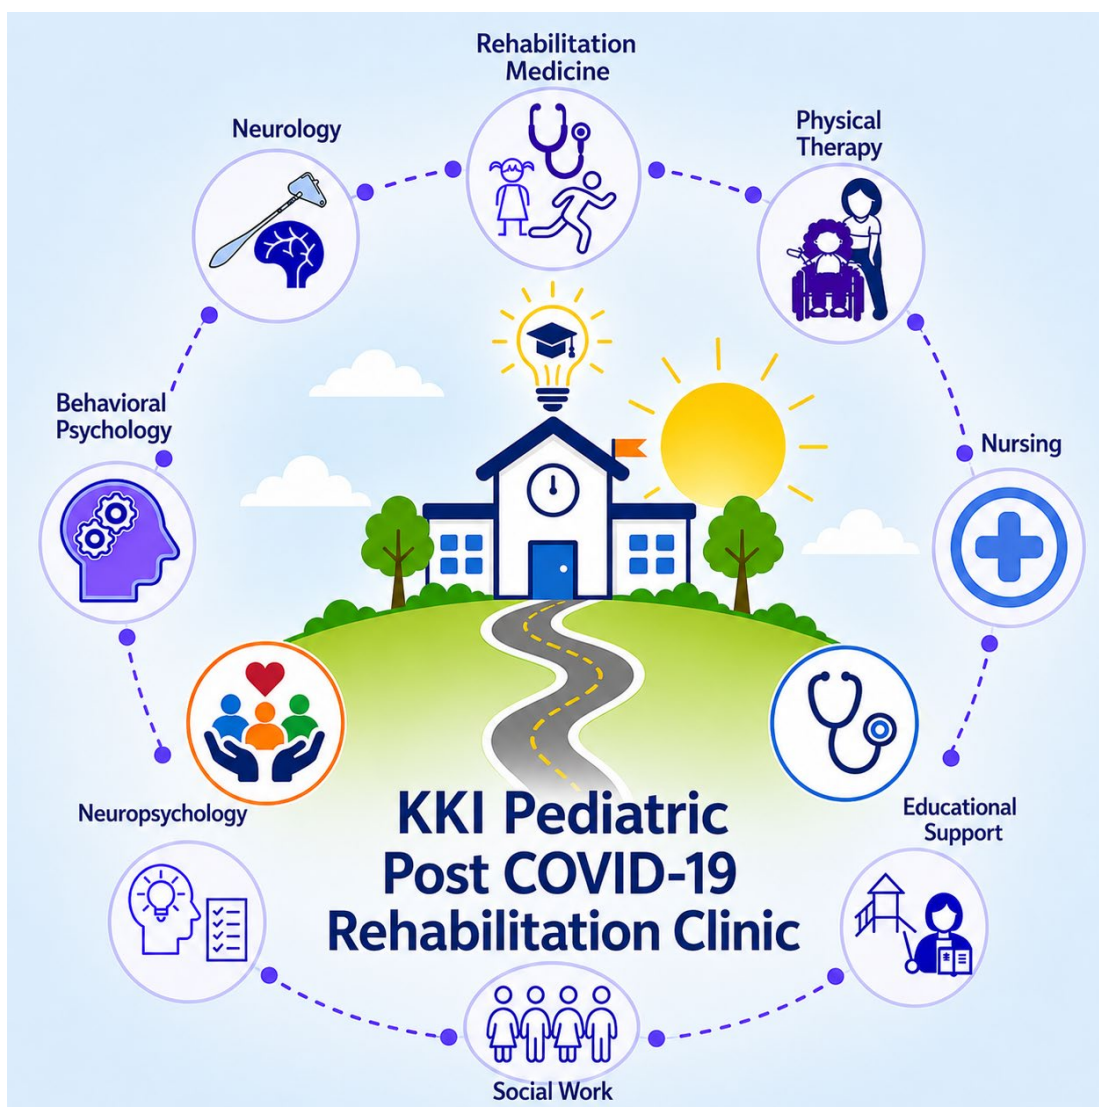 Rehabilitation
Medicine
Neurology
Physical
Therapy
Behavioral
Psychology
Nursing
Neuropsychology
Educational
Support
KKI Pediatric
Post COVID-19
Rehabilitation Clinic
Social Work